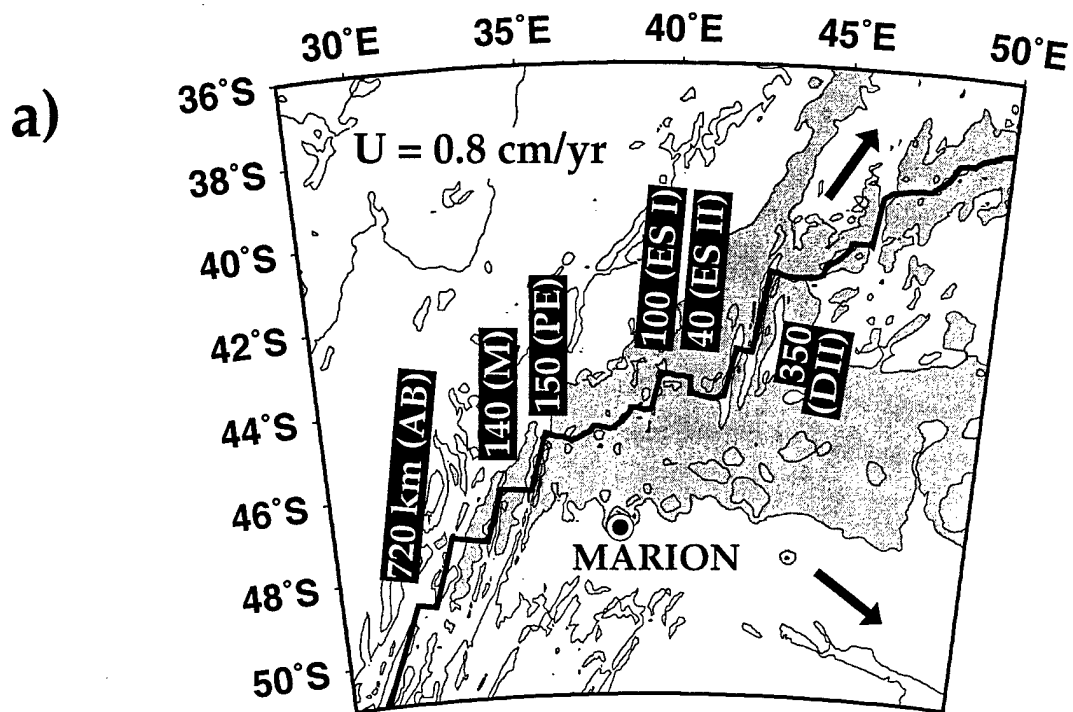 a)
30°E 35°E 40°E 45°E 50°E
36°S
38°S
40°S
42°S
44°S
46°S
48°S
50°S
U = 0.8 cm/yr
720 km (AB)
140 (M)
150 (PE)
100 (ES I)
40 (ES II)
350
(DII)
MARION